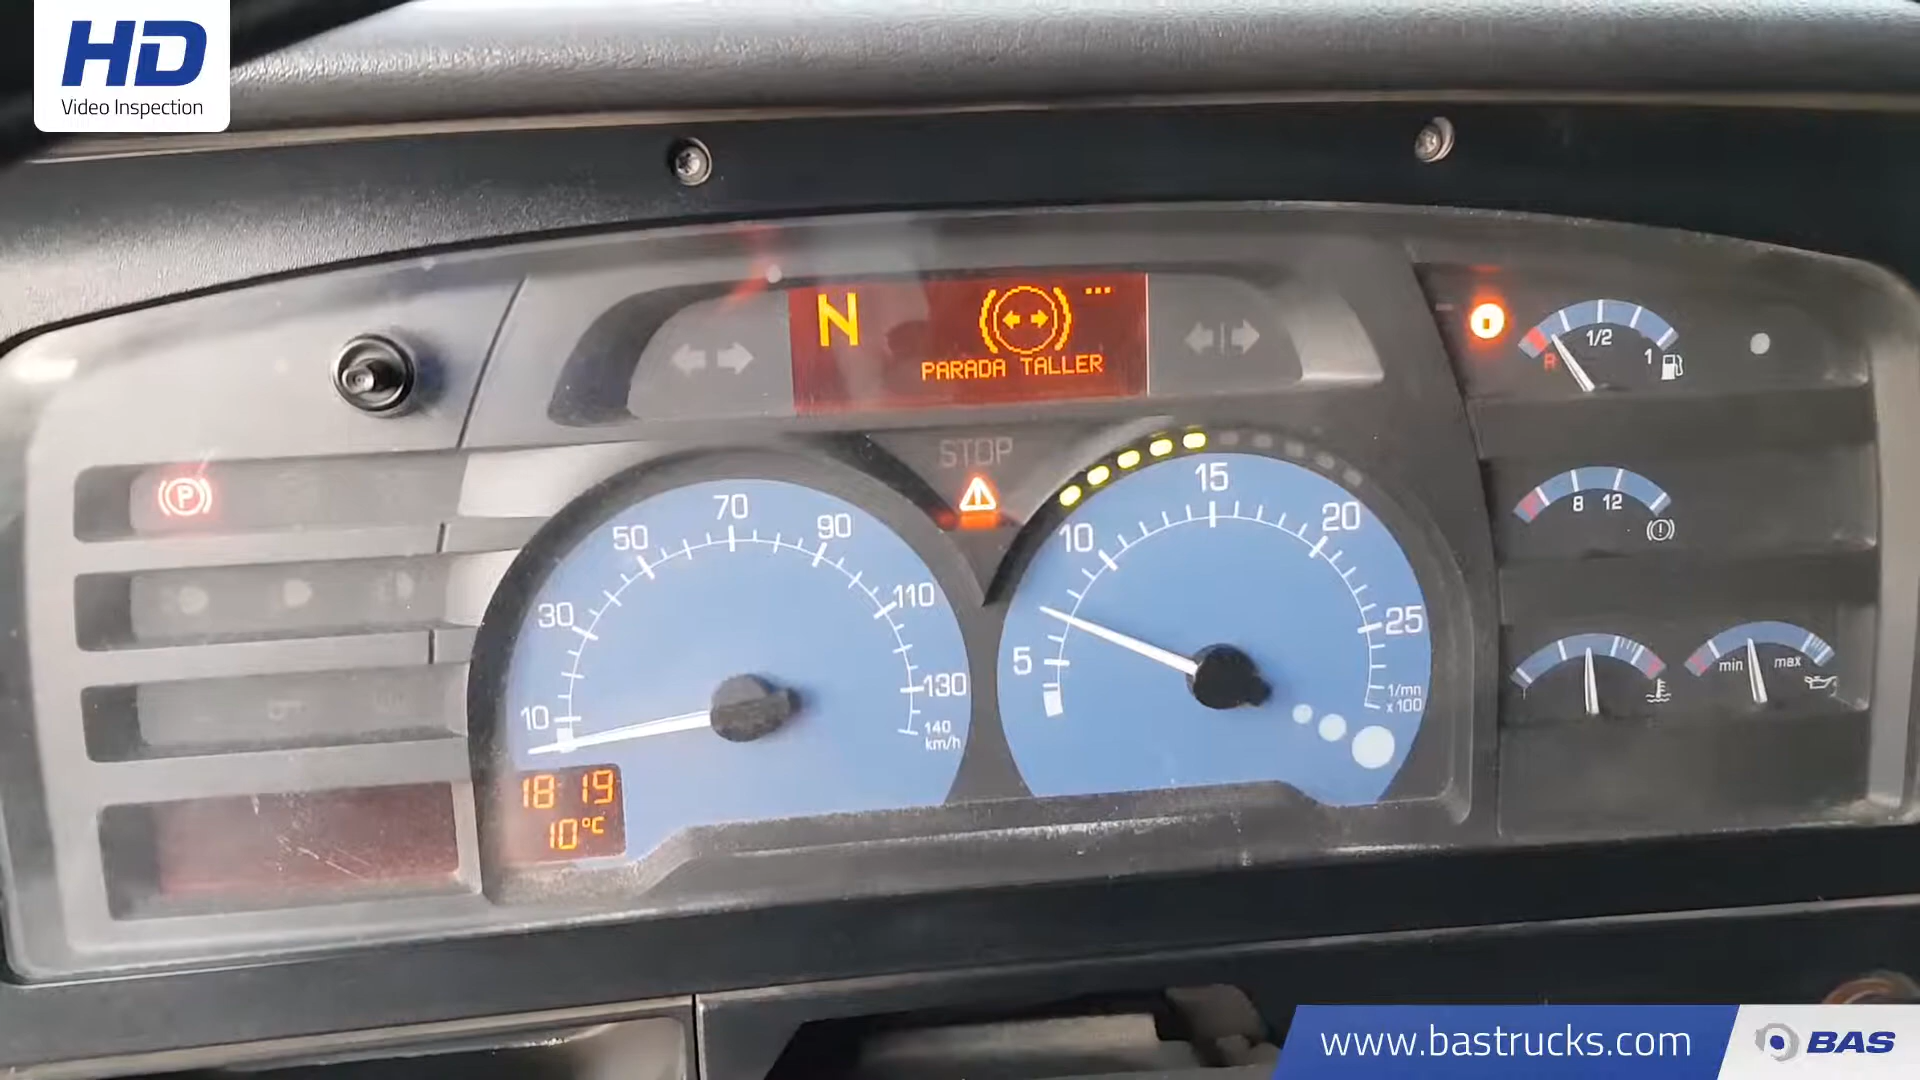 HD
Video Inspection
N
PARADA TALLER
STOP
P
R
1/2
1
8 12
min max
10
30
50
70
90
110
130
140
km/h
18:19
10°C
5
10
15
20
25
1/mn
x100
www.bastrucks.com
BAS